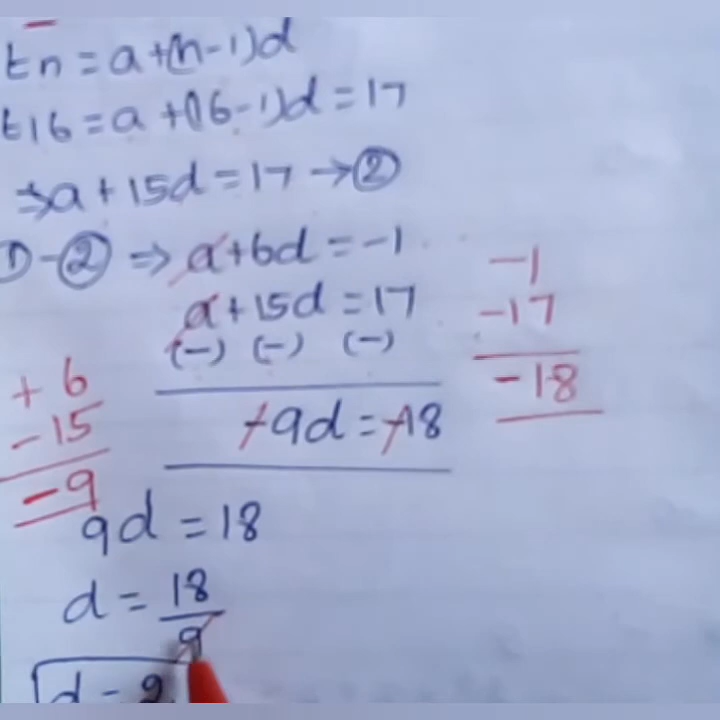 tn = a+(n-1)d
t16 = a+(16-1)d = 17
⇒ a+15d = 17 → ②
①-② ⇒ a+6d = -1
a+15d = 17
(-) (-) (-)
-9d = -18
9d = 18
d = 18/9
d = 2
-1
-17
-18
+6
-15
-9